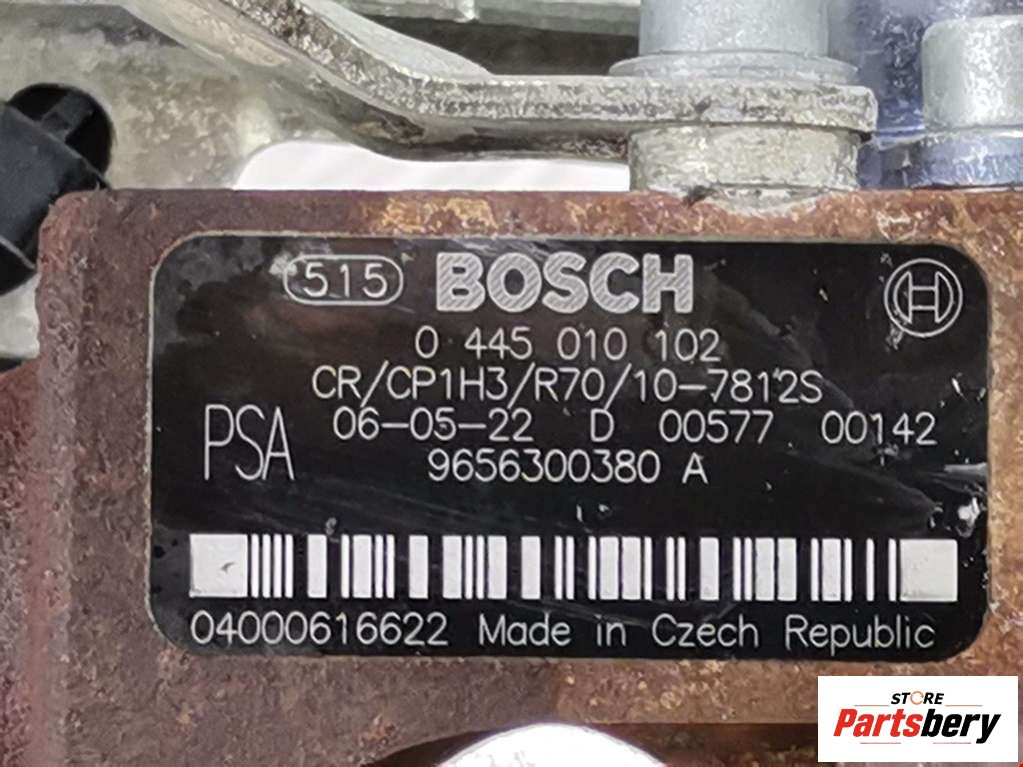 515 BOSCH
0 445 010 102
CR/CP1H3/R70/10-7812S
PSA 06-05-22 D 00577 00142
9656300380 A
04000616622 Made in Czech Republic
STORE
Partsbery